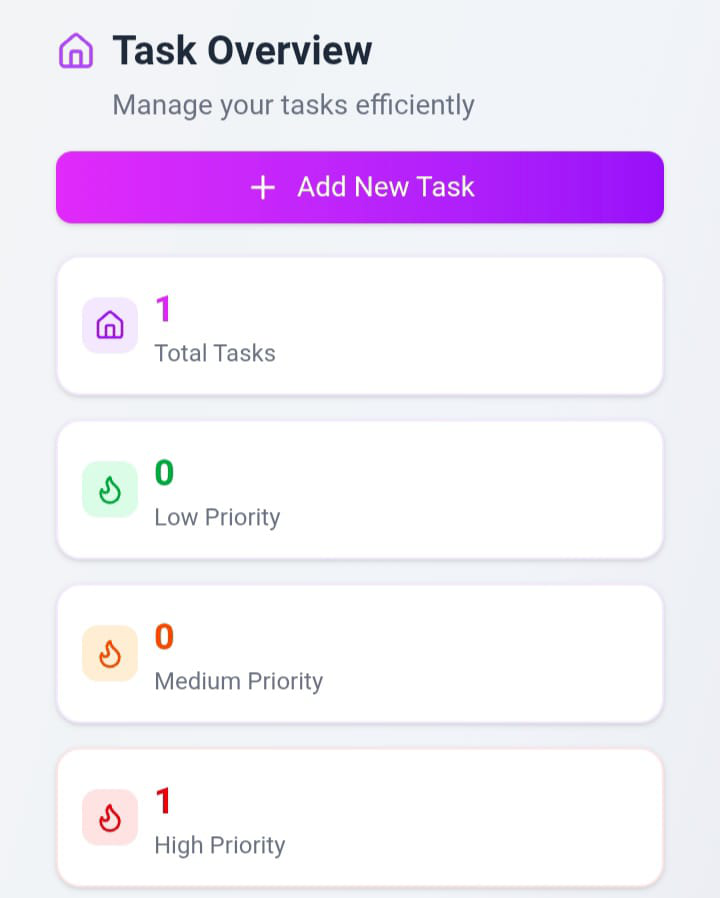 Task Overview
Manage your tasks efficiently
Add New Task
1
Total Tasks
0
Low Priority
0
Medium Priority
1
High Priority